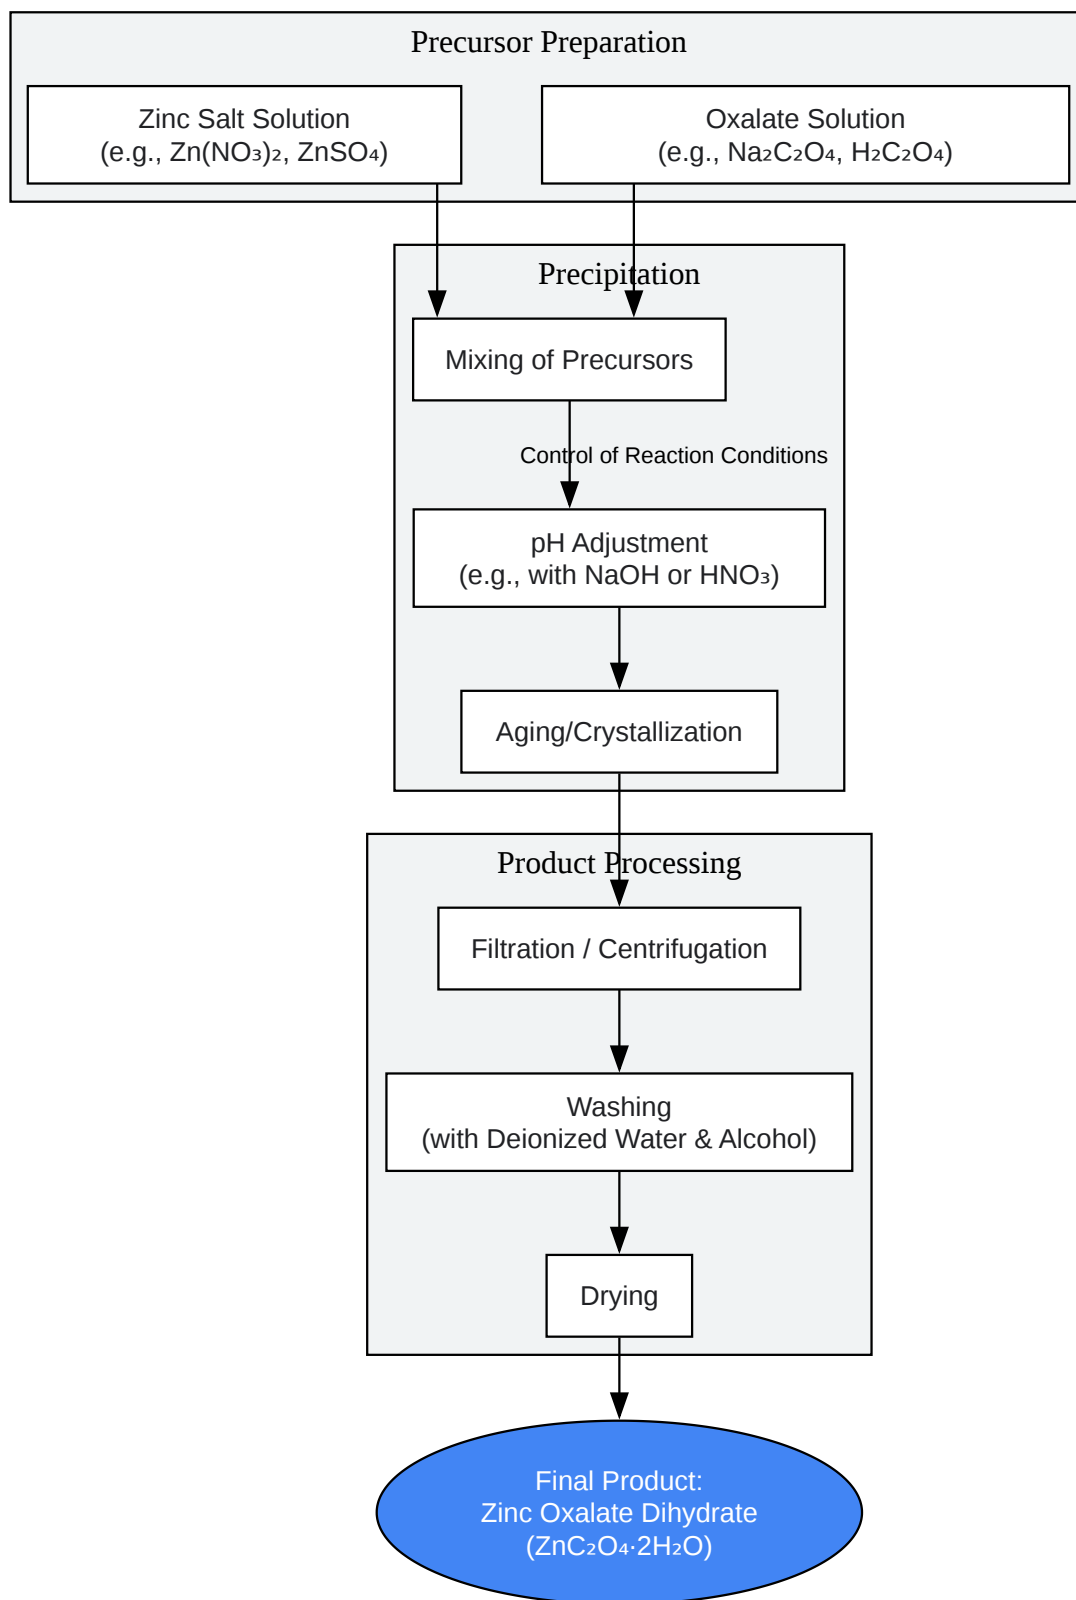 Precursor Preparation
Zinc Salt Solution
(e.g., Zn(NO₃)₂, ZnSO₄)
Oxalate Solution
(e.g., Na₂C₂O₄, H₂C₂O₄)
Precipitation
Mixing of Precursors
Control of Reaction Conditions
pH Adjustment
(e.g., with NaOH or HNO₃)
Aging/Crystallization
Product Processing
Filtration / Centrifugation
Washing
(with Deionized Water & Alcohol)
Drying
Final Product:
Zinc Oxalate Dihydrate
(ZnC₂O₄·2H₂O)